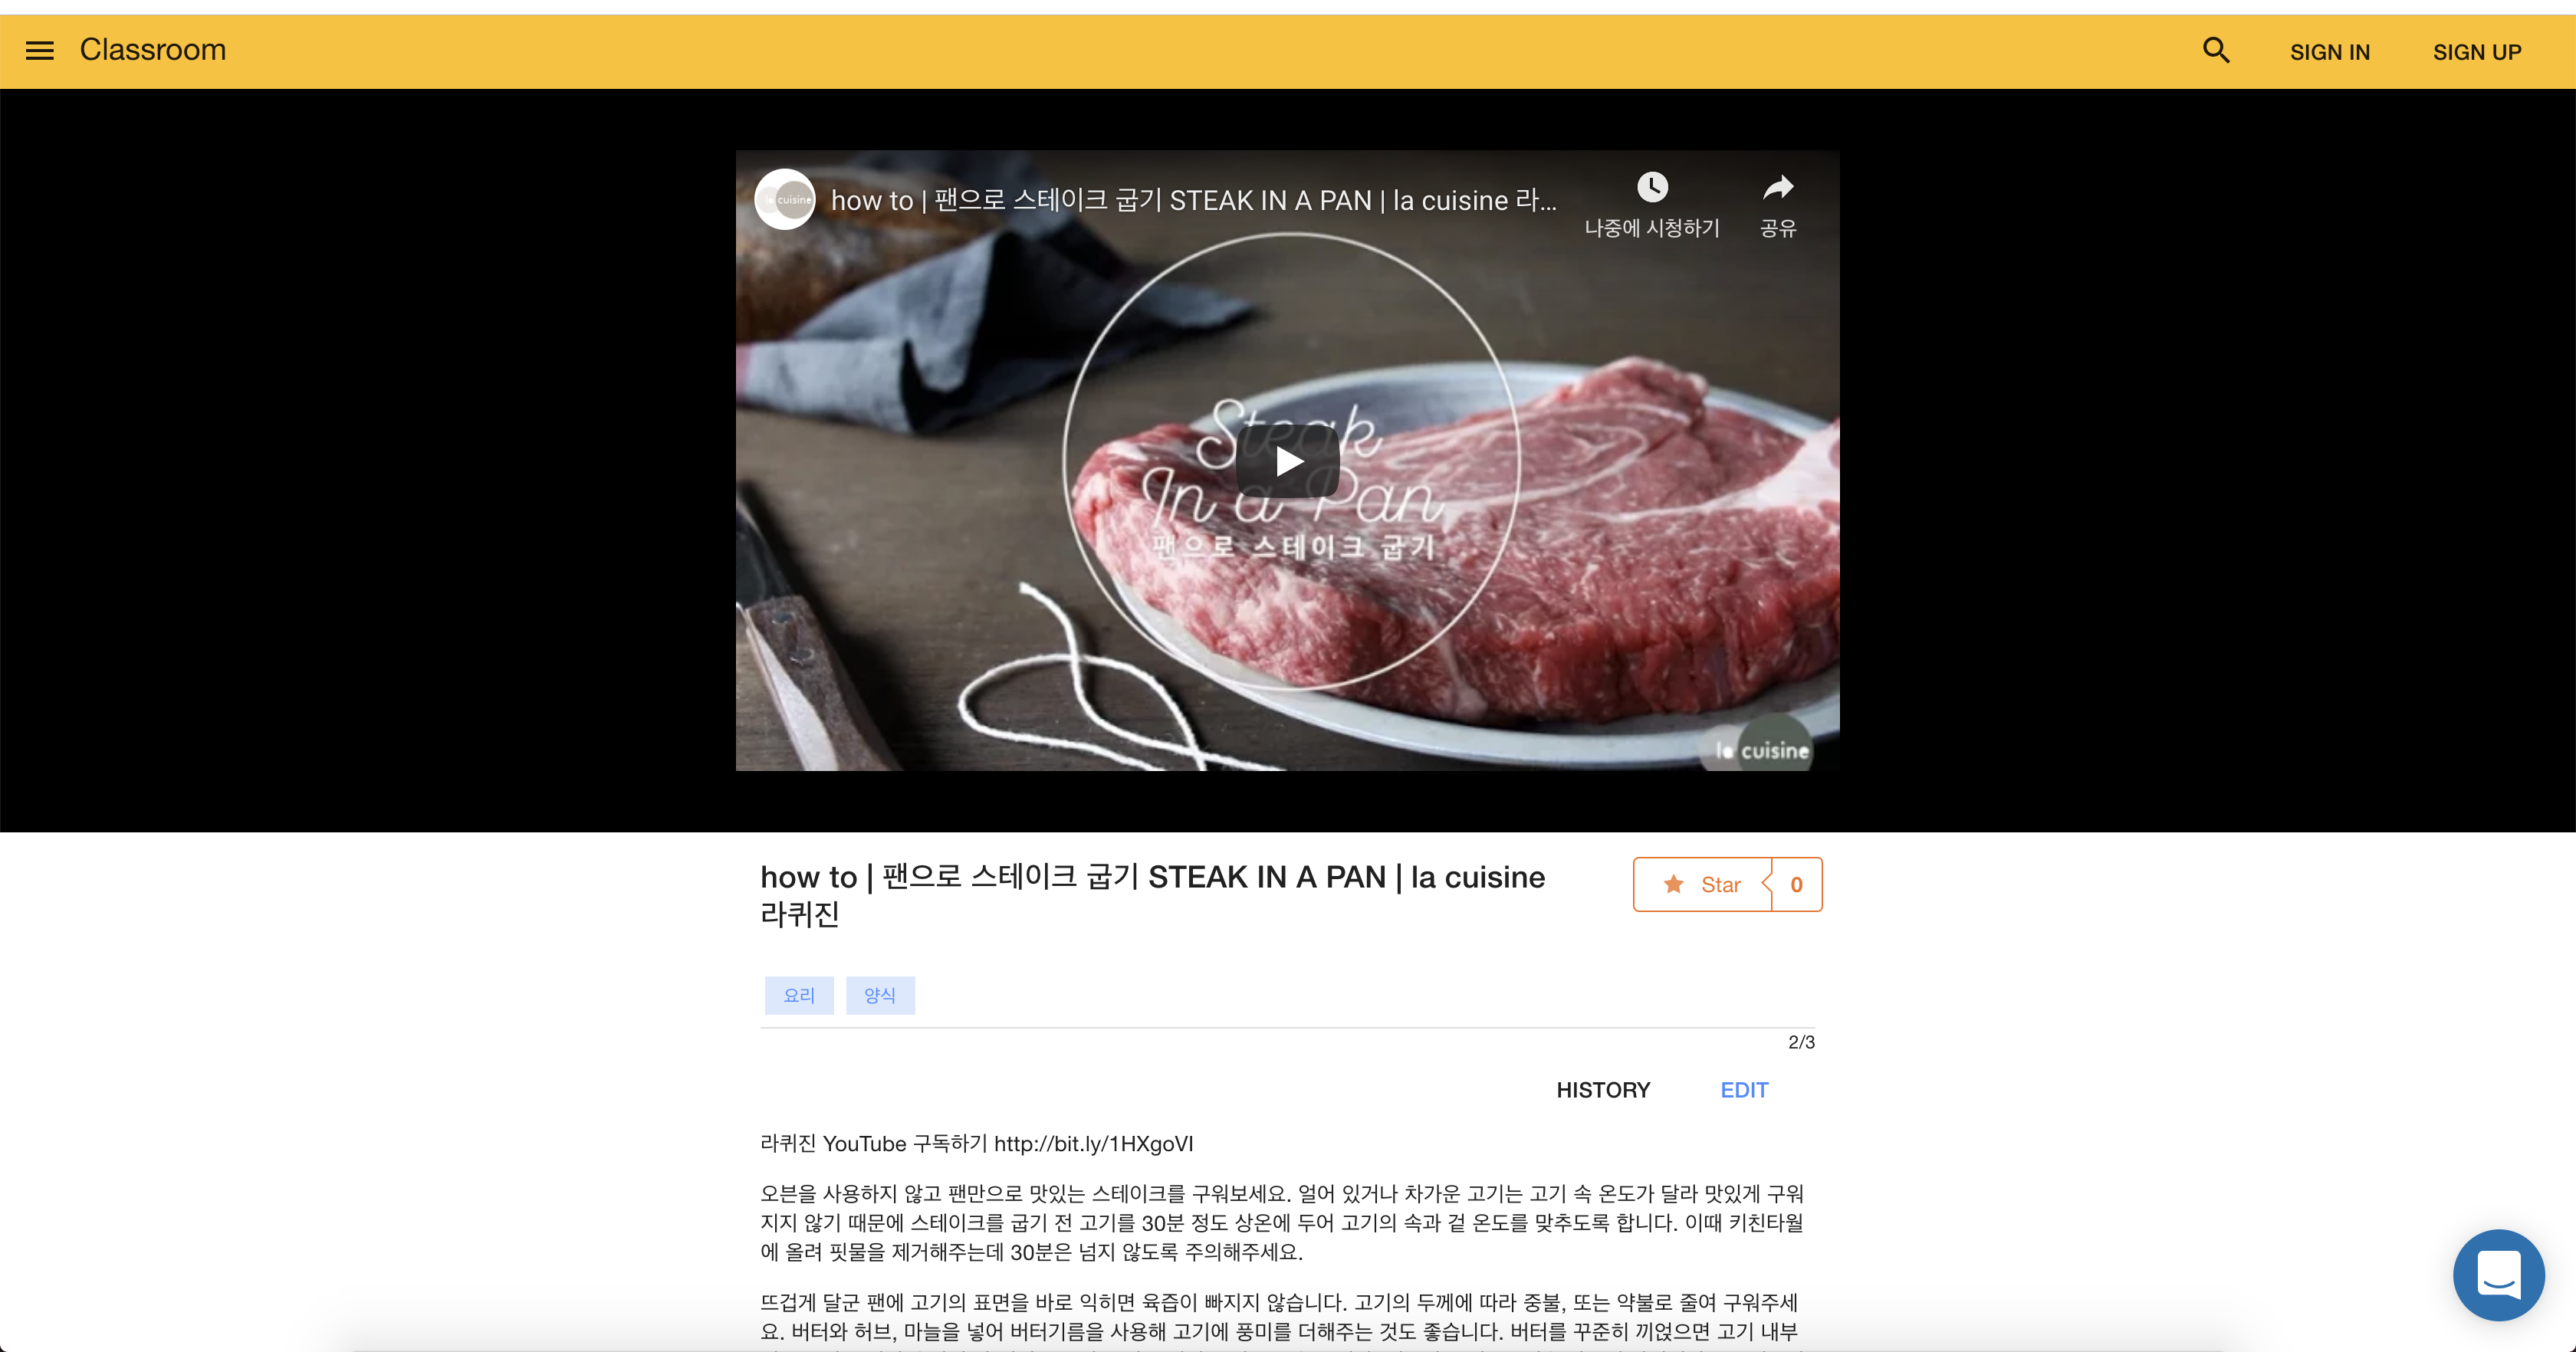 Classroom
SIGN IN
SIGN UP
la cuisine
how to | 팬으로 스테이크 굽기 STEAK IN A PAN | la cuisine 라...
나중에 시청하기
공유
Steak
In a Pan
팬으로 스테이크 굽기
la cuisine
how to | 팬으로 스테이크 굽기 STEAK IN A PAN | la cuisine
라퀴진
Star
0
요리
양식
2/3
HISTORY
EDIT
라퀴진 YouTube 구독하기 http://bit.ly/1HXgoVI
오븐을 사용하지 않고 팬만으로 맛있는 스테이크를 구워보세요. 얼어 있거나 차가운 고기는 고기 속 온도가 달라 맛있게 구워
지지 않기 때문에 스테이크를 굽기 전 고기를 30분 정도 상온에 두어 고기의 속과 겉 온도를 맞추도록 합니다. 이때 키친타월
에 올려 핏물을 제거해주는데 30분은 넘지 않도록 주의해주세요.
뜨겁게 달군 팬에 고기의 표면을 바로 익히면 육즙이 빠지지 않습니다. 고기의 두께에 따라 중불, 또는 약불로 줄여 구워주세
요. 버터와 허브, 마늘을 넣어 버터기름을 사용해 고기에 풍미를 더해주는 것도 좋습니다. 버터를 꾸준히 끼얹으면 고기 내부